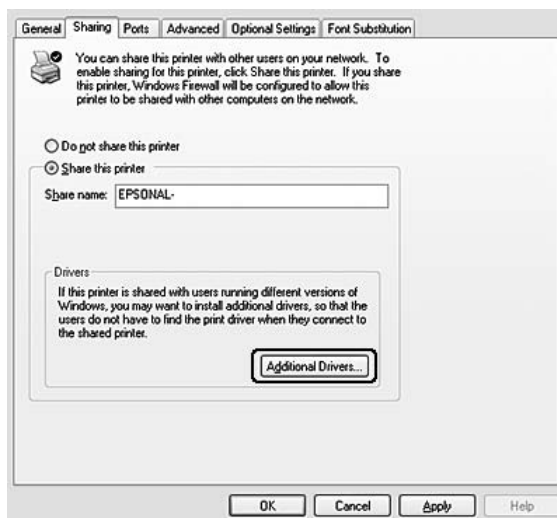 General Sharing Ports Advanced Optional Settings Font Substitution
You can share this printer with other users on your network. To
enable sharing for this printer, click Share this printer. If you share
this printer, Windows Firewall will be configured to allow this
printer to be shared with other computers on the network.
Do not share this printer
Share this printer
Share name: EPSONAL-
Drivers
If this printer is shared with users running different versions of
Windows, you may want to install additional drivers, so that the
users do not have to find the print driver when they connect to
the shared printer.
Additional Drivers...
OK Cancel Apply Help